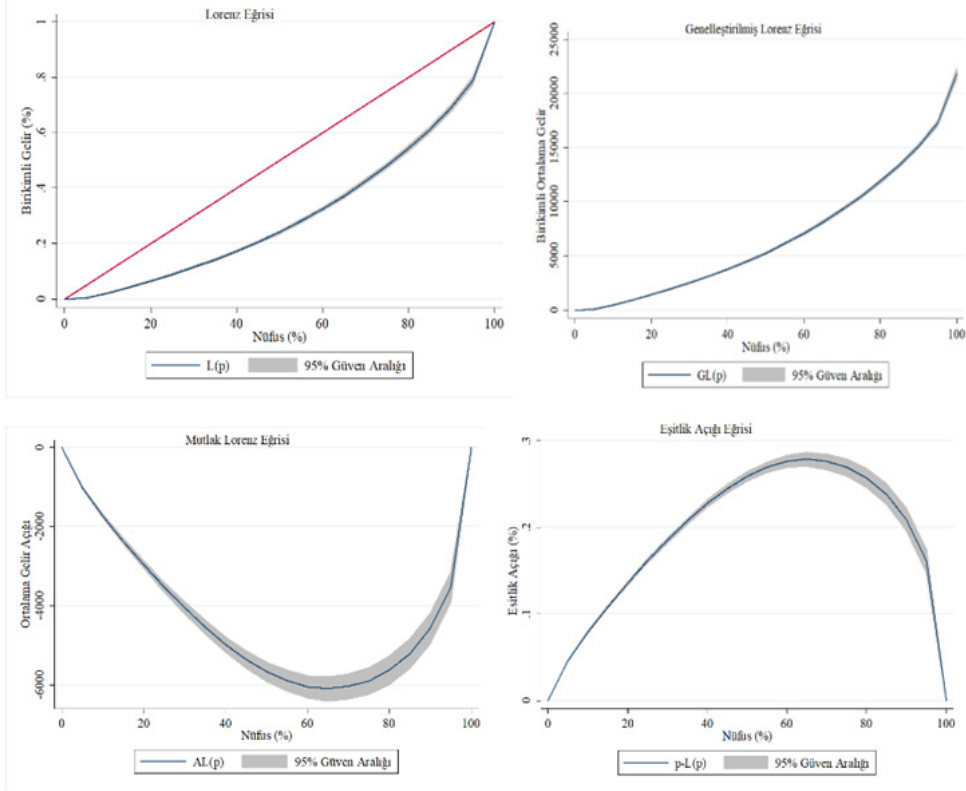 Lorenz Eğrisi
Birikimli Gelir (%)
1
.8
.6
.4
.2
0
0 20 40 60 80 100
Nüfus (%)
L(p) 95% Güven Aralığı
Genelleştirilmiş Lorenz Eğrisi
Birikimli Ortalama Gelir
25000
20000
15000
10000
5000
0
0 20 40 60 80 100
Nüfus (%)
GL(p) 95% Güven Aralığı
Mutlak Lorenz Eğrisi
Ortalama Gelir Açığı
0
-2000
-4000
-6000
0 20 40 60 80 100
Nüfus (%)
AL(p) 95% Güven Aralığı
Eşitlik Açığı Eğrisi
Eşitlik Açığı (%)
.3
.2
.1
0
0 20 40 60 80 100
Nüfus (%)
p-L(p) 95% Güven Aralığı